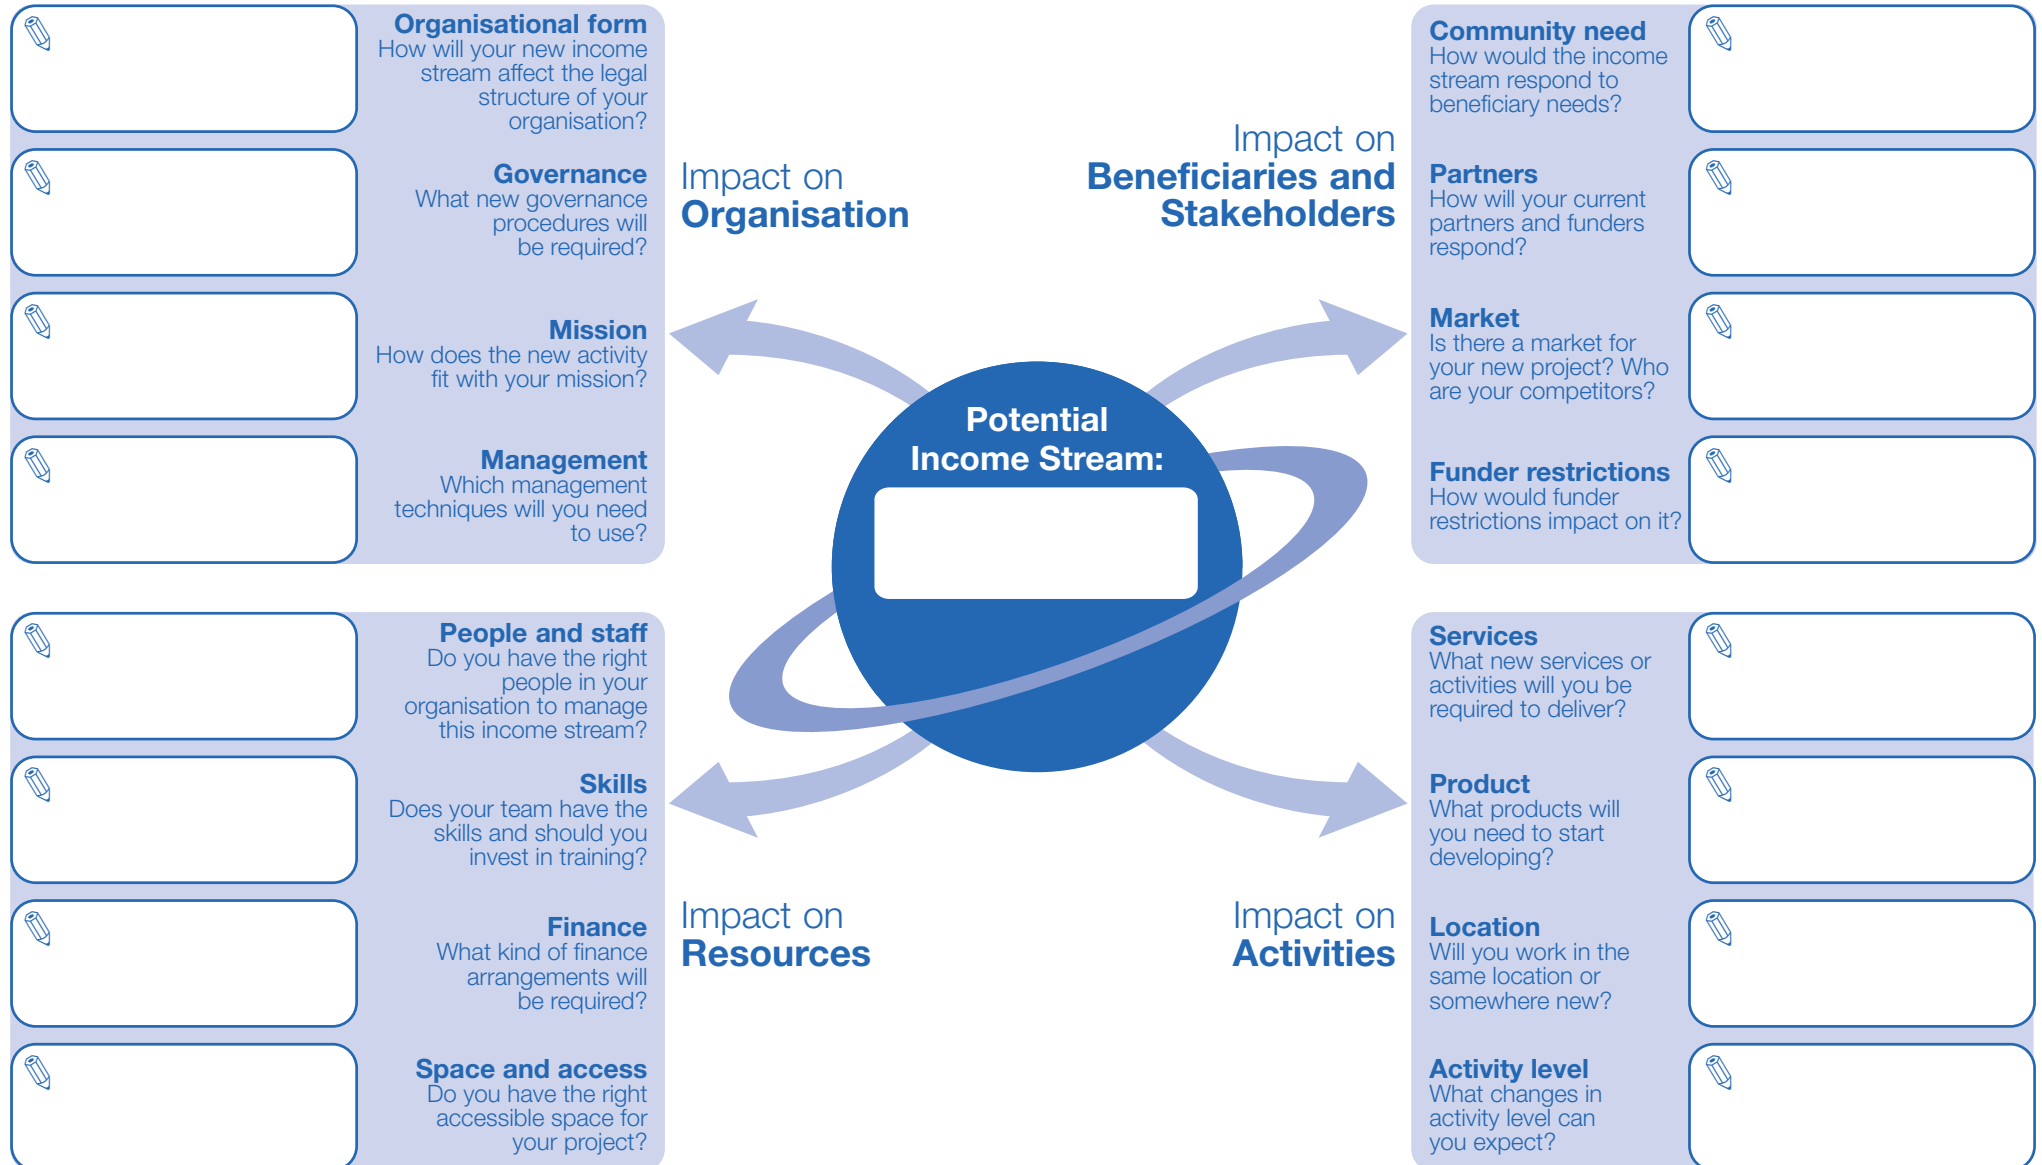 Organisational form
How will your new income
stream affect the legal
structure of your
organisation?
Governance
What new governance
procedures will
be required?
Mission
How does the new activity
fit with your mission?
Management
Which management
techniques will you need
to use?
Impact on
Organisation
Impact on
Beneficiaries and
Stakeholders
Community need
How would the income
stream respond to
beneficiary needs?
Partners
How will your current
partners and funders
respond?
Market
Is there a market for
your new project? Who
are your competitors?
Funder restrictions
How would funder
restrictions impact on it?
Potential
Income Stream:
People and staff
Do you have the right
people in your
organisation to manage
this income stream?
Skills
Does your team have the
skills and should you
invest in training?
Finance
What kind of finance
arrangements will
be required?
Space and access
Do you have the right
accessible space for
your project?
Impact on
Resources
Impact on
Activities
Services
What new services or
activities will you be
required to deliver?
Product
What products will
you need to start
developing?
Location
Will you work in the
same location or
somewhere new?
Activity level
What changes in
activity level can
you expect?